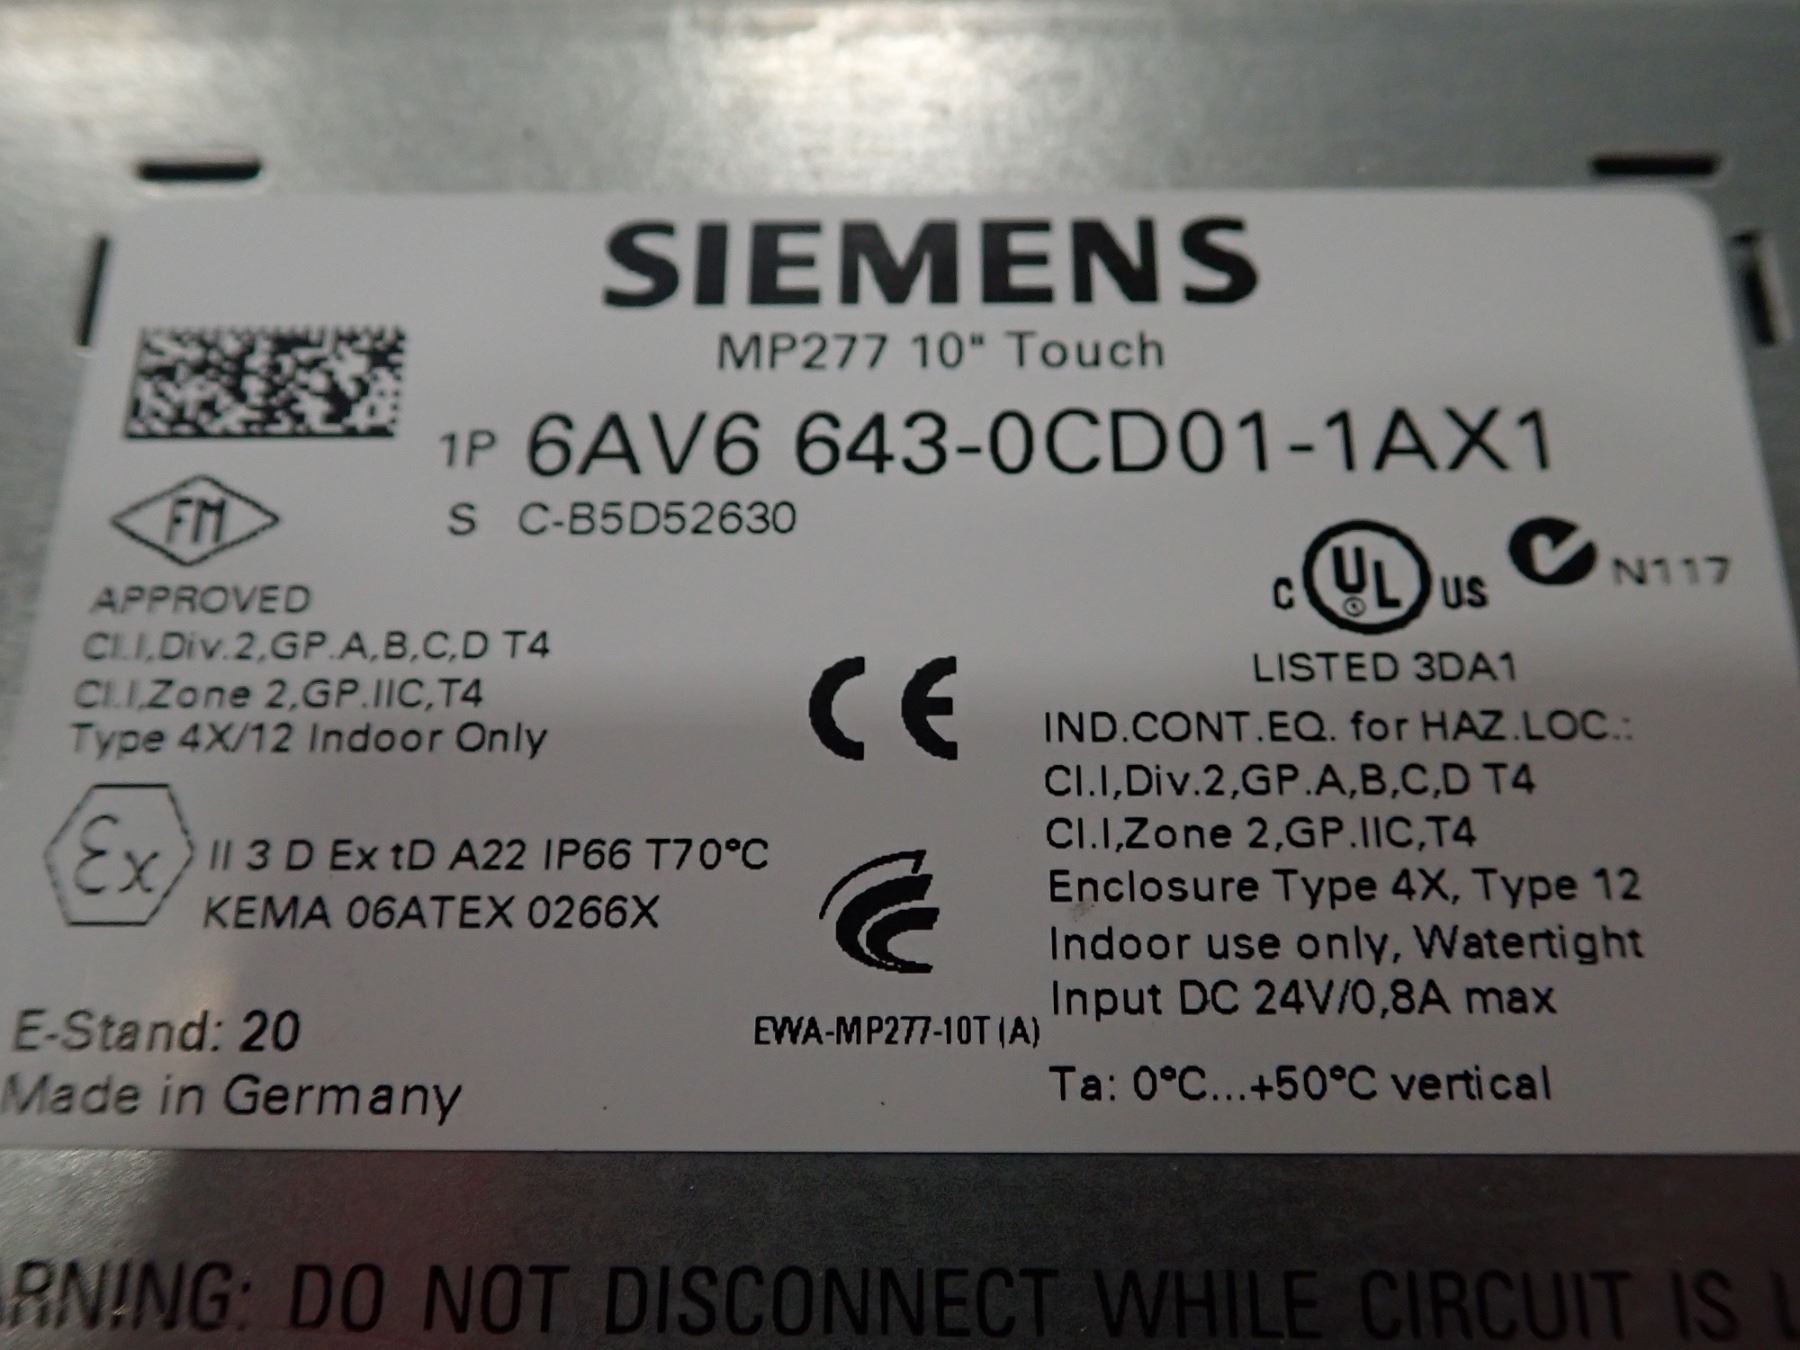 SIEMENS
MP277 10" Touch
1P 6AV6 643-0CD01-1AX1
S C-B5D52630
FM
APPROVED
Cl.I,Div.2,GP.A,B,C,D T4
Cl.I,Zone 2,GP.IIC,T4
Type 4X/12 Indoor Only
Ex II 3 D Ex tD A22 IP66 T70°C
KEMA 06ATEX 0266X
E-Stand: 20
Made in Germany
CE
EWA-MP277-10T (A)
C UL US N117
LISTED 3DA1
IND.CONT.EQ. for HAZ.LOC.:
Cl.I,Div.2,GP.A,B,C,D T4
Cl.I,Zone 2,GP.IIC,T4
Enclosure Type 4X, Type 12
Indoor use only, Watertight
Input DC 24V/0,8A max
Ta: 0°C...+50°C vertical
ARNING: DO NOT DISCONNECT WHILE CIRCUIT IS